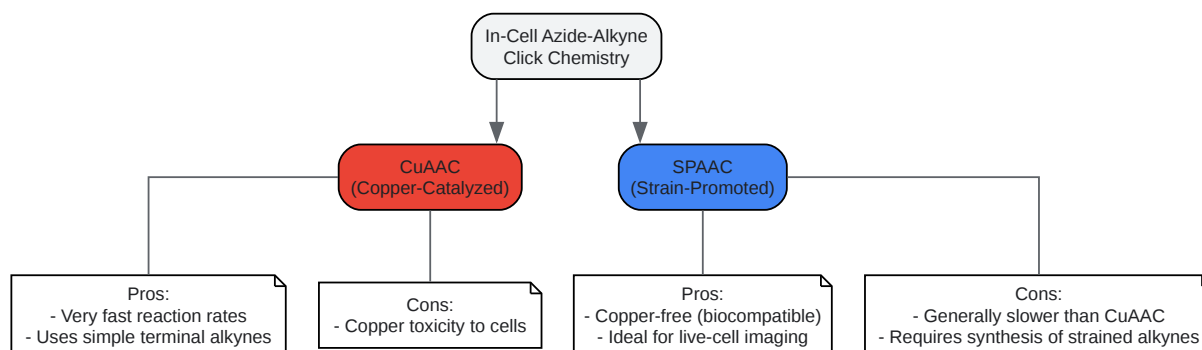 In-Cell Azide-Alkyne
Click Chemistry
CuAAC
(Copper-Catalyzed)
SPAAC
(Strain-Promoted)
Pros:
- Very fast reaction rates
- Uses simple terminal alkynes
Cons:
- Copper toxicity to cells
Pros:
- Copper-free (biocompatible)
- Ideal for live-cell imaging
Cons:
- Generally slower than CuAAC
- Requires synthesis of strained alkynes